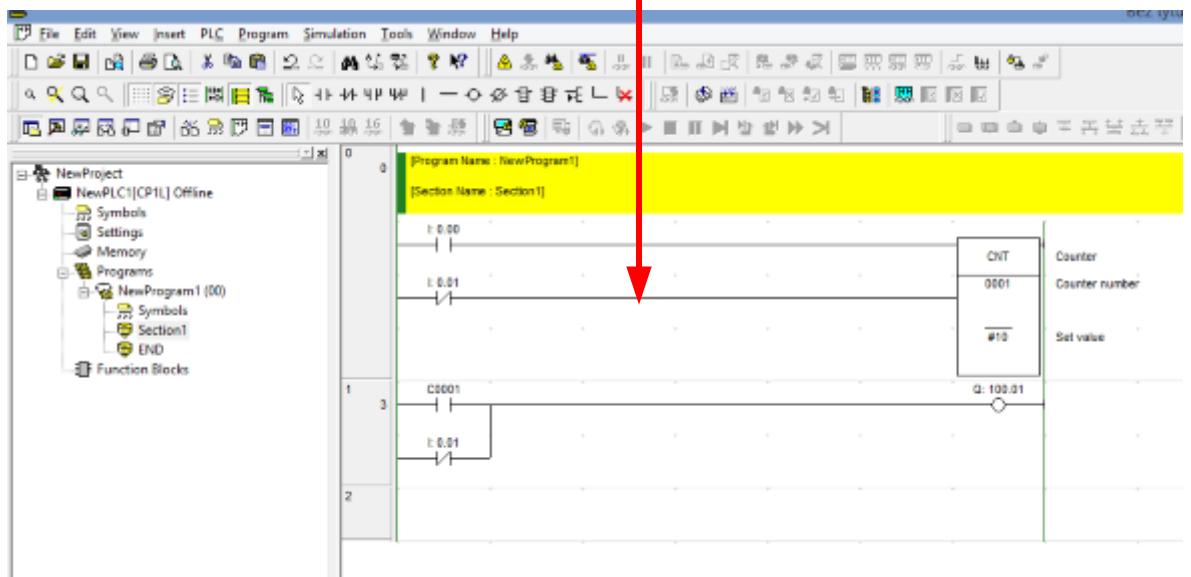 Bez tytu
File Edit View Insert PLC Program Simulation Tools Window Help
NewProject
NewPLC1[CP1L] Offline
Symbols
Settings
Memory
Programs
NewProgram1 (00)
Symbols
Section1
END
Function Blocks
0
0
[Program Name : NewProgram1]
[Section Name : Section1]
I: 0.00
CNT
Counter
I: 0.01
0001
Counter number
#10
Set value
1
3
C0001
Q: 100.01
I: 0.01
2